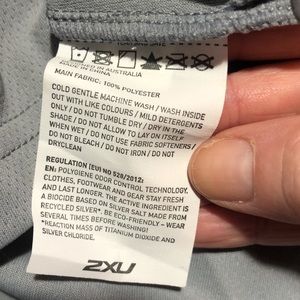 MADE IN CHINA
MAIN FABRIC: 100% POLYESTER
COLD GENTLE MACHINE WASH / WASH INSIDE
OUT WITH LIKE COLOURS / MILD DETERGENTS
ONLY / DO NOT TUMBLE DRY / DRY IN THE
SHADE / DO NOT ALLOW TO LAY ON ITSELF
WHEN WET / DO NOT USE FABRIC SOFTENERS /
DO NOT BLEACH / DO NOT IRON / DO NOT
DRYCLEAN
REGULATION (EU) NO 528/2012:
EN: POLYGIENE ODOR CONTROL TECHNOLOGY,
CLOTHES, FOOTWEAR AND GEAR STAY FRESH
AND LAST LONGER. THE ACTIVE INGREDIENT IS
A BIOCIDE BASED ON SILVER SALT MADE FROM
RECYCLED SILVER*. BE ECO-FRIENDLY – WEAR
SEVERAL TIMES BEFORE WASHING!
*REACTION MASS OF TITANIUM DIOXIDE AND
SILVER CHLORIDE.
2XU